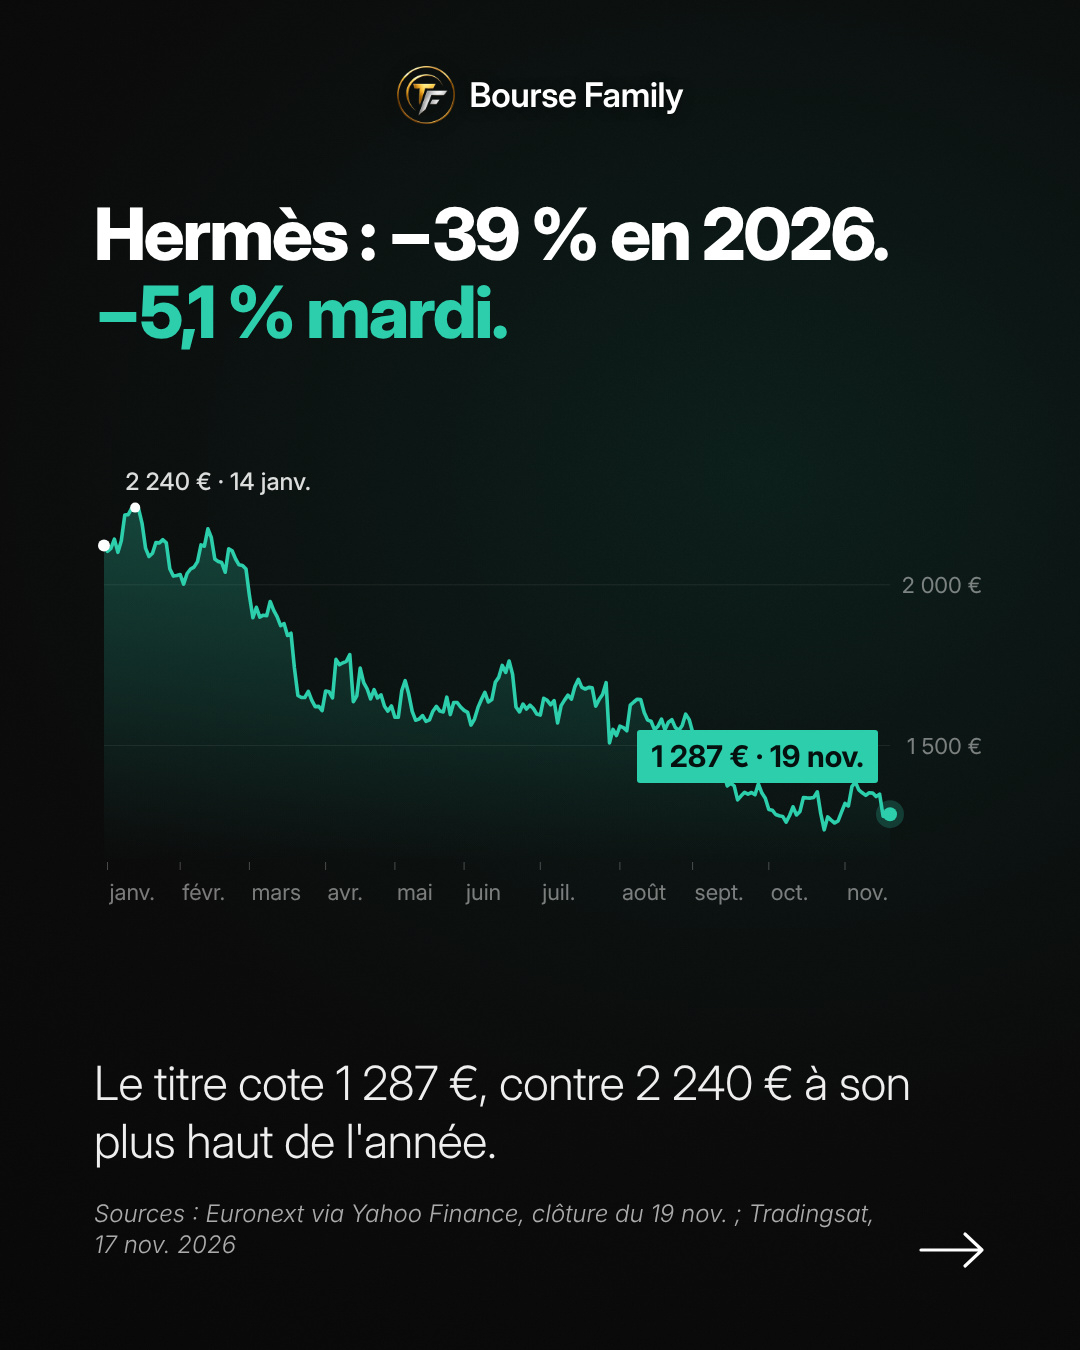 TF Bourse Family
Hermès : −39 % en 2026.
−5,1 % mardi.
2 240 € · 14 janv.
2 000 €
1 500 €
1 287 € · 19 nov.
janv. févr. mars avr. mai juin juil. août sept. oct. nov.
Le titre cote 1 287 €, contre 2 240 € à son
plus haut de l'année.
Sources : Euronext via Yahoo Finance, clôture du 19 nov. ; Tradingsat,
17 nov. 2026